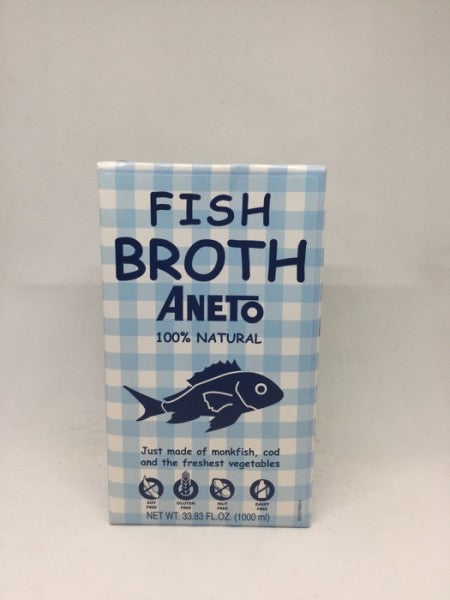 FISH
BROTH
ANETO
100% NATURAL
Just made of monkfish, cod
and the freshest vegetables
SOY FREE
GLUTEN FREE
NUT FREE
DAIRY FREE
NET WT. 33.83 FL.OZ. (1000 ml)